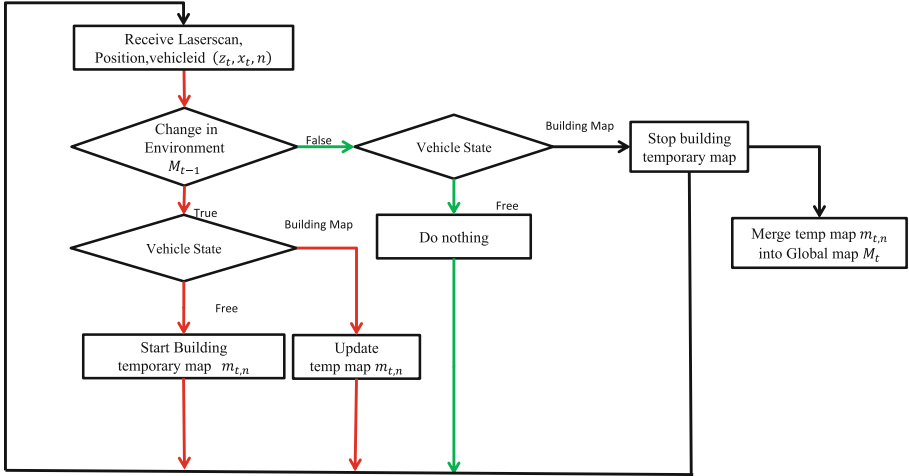 Receive Laserscan,
Position,vehicleid (z_t, x_t, n)
Change in
Environment
M_{t−1}
False
Vehicle State
Building Map
Stop building
temporary map
True
Vehicle State
Building Map
Free
Do nothing
Merge temp map m_{t,n}
into Global map M_t
Free
Start Building
temporary map m_{t,n}
Update
temp map m_{t,n}